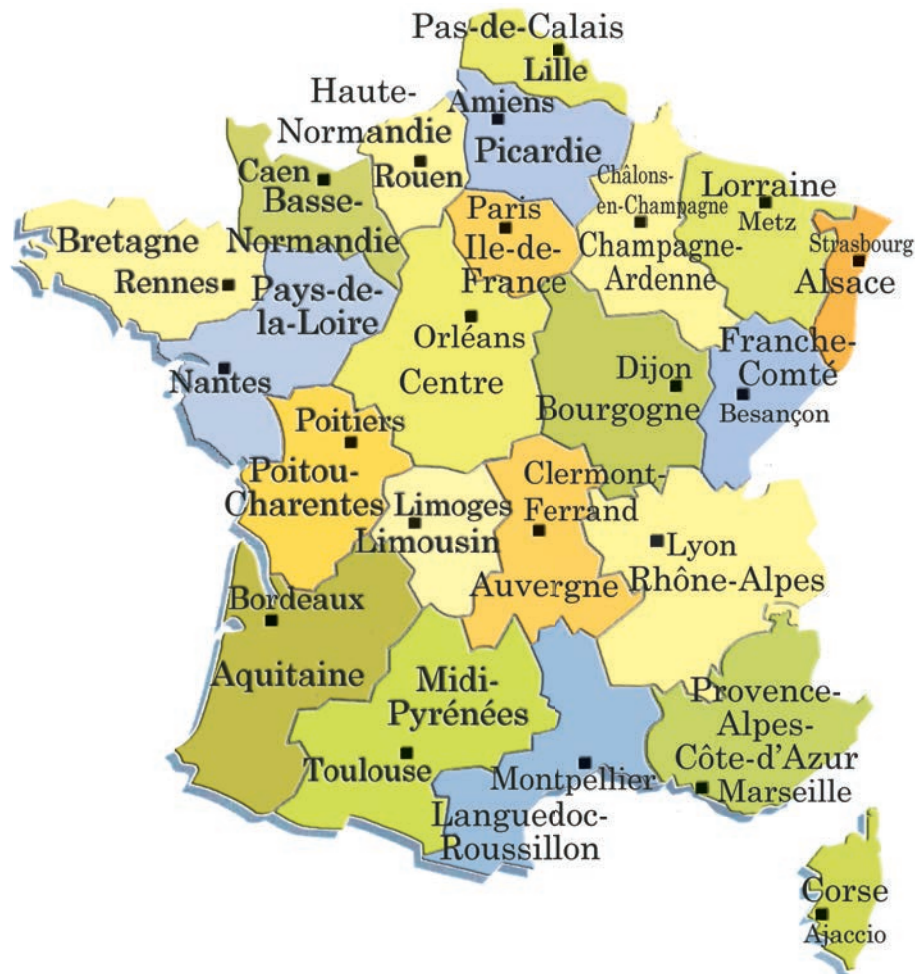 Pas-de-Calais
Lille
Haute-
Normandie
Rouen
Amiens
Picardie
Caen
Basse-
Normandie
Paris
Ile-de-
France
Châlons-
en-Champagne
Champagne-
Ardenne
Lorraine
Metz
Strasbourg
Alsace
Bretagne
Rennes
Pays-de-
la-Loire
Nantes
Orléans
Centre
Dijon
Bourgogne
Franche-
Comté
Besançon
Poitiers
Poitou-
Charentes
Limoges
Limousin
Clermont-
Ferrand
Auvergne
Lyon
Rhône-Alpes
Bordeaux
Aquitaine
Midi-
Pyrénées
Toulouse
Montpellier
Languedoc-
Roussillon
Provence-
Alpes-
Côte-d'Azur
Marseille
Corse
Ajaccio